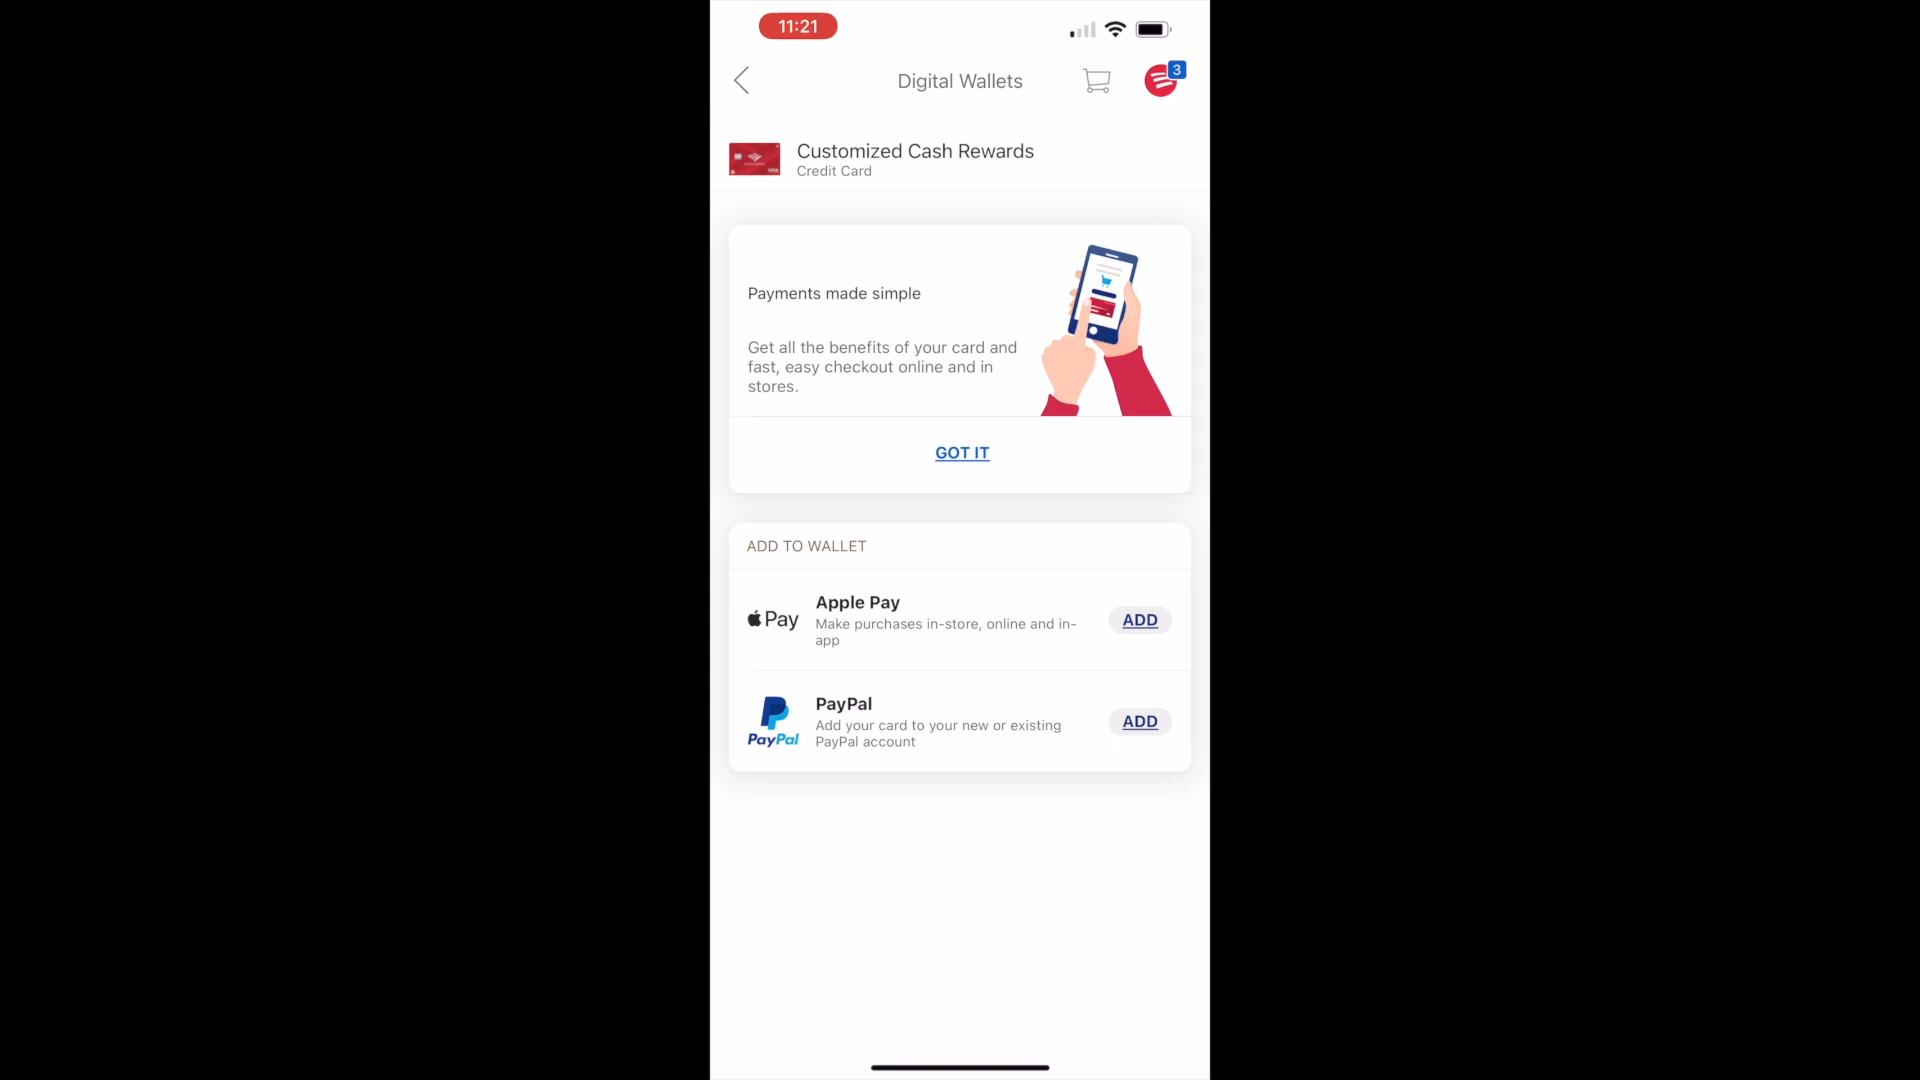 11:21
Digital Wallets
3
Customized Cash Rewards
Credit Card
Payments made simple
Get all the benefits of your card and
fast, easy checkout online and in
stores.
GOT IT
ADD TO WALLET
Pay
Apple Pay
Make purchases in-store, online and in-
app
ADD
PayPal
PayPal
Add your card to your new or existing
PayPal account
ADD